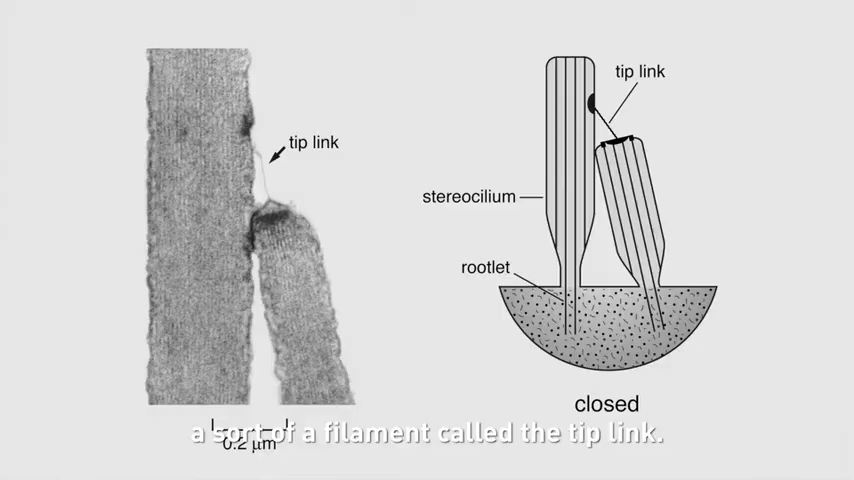 tip link
tip link
stereocilium
rootlet
closed
0.2 μm
a sort of a filament called the tip link.